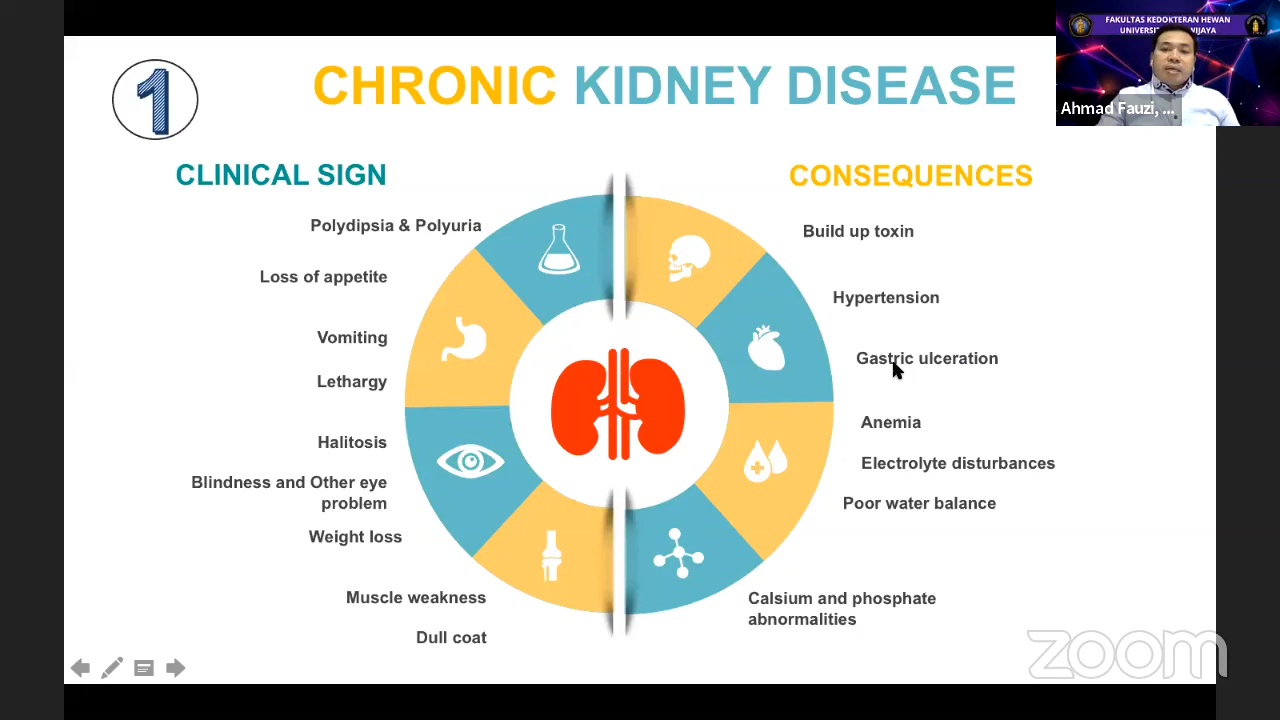 FAKULTAS KEDOKTERAN HEWAN
Ahmad Fauzi, ...
1
CHRONIC KIDNEY DISEASE
CLINICAL SIGN
Polydipsia & Polyuria
Loss of appetite
Vomiting
Lethargy
Halitosis
Blindness and Other eye
problem
Weight loss
Muscle weakness
Dull coat
CONSEQUENCES
Build up toxin
Hypertension
Gastric ulceration
Anemia
Electrolyte disturbances
Poor water balance
Calsium and phosphate
abnormalities
zoom